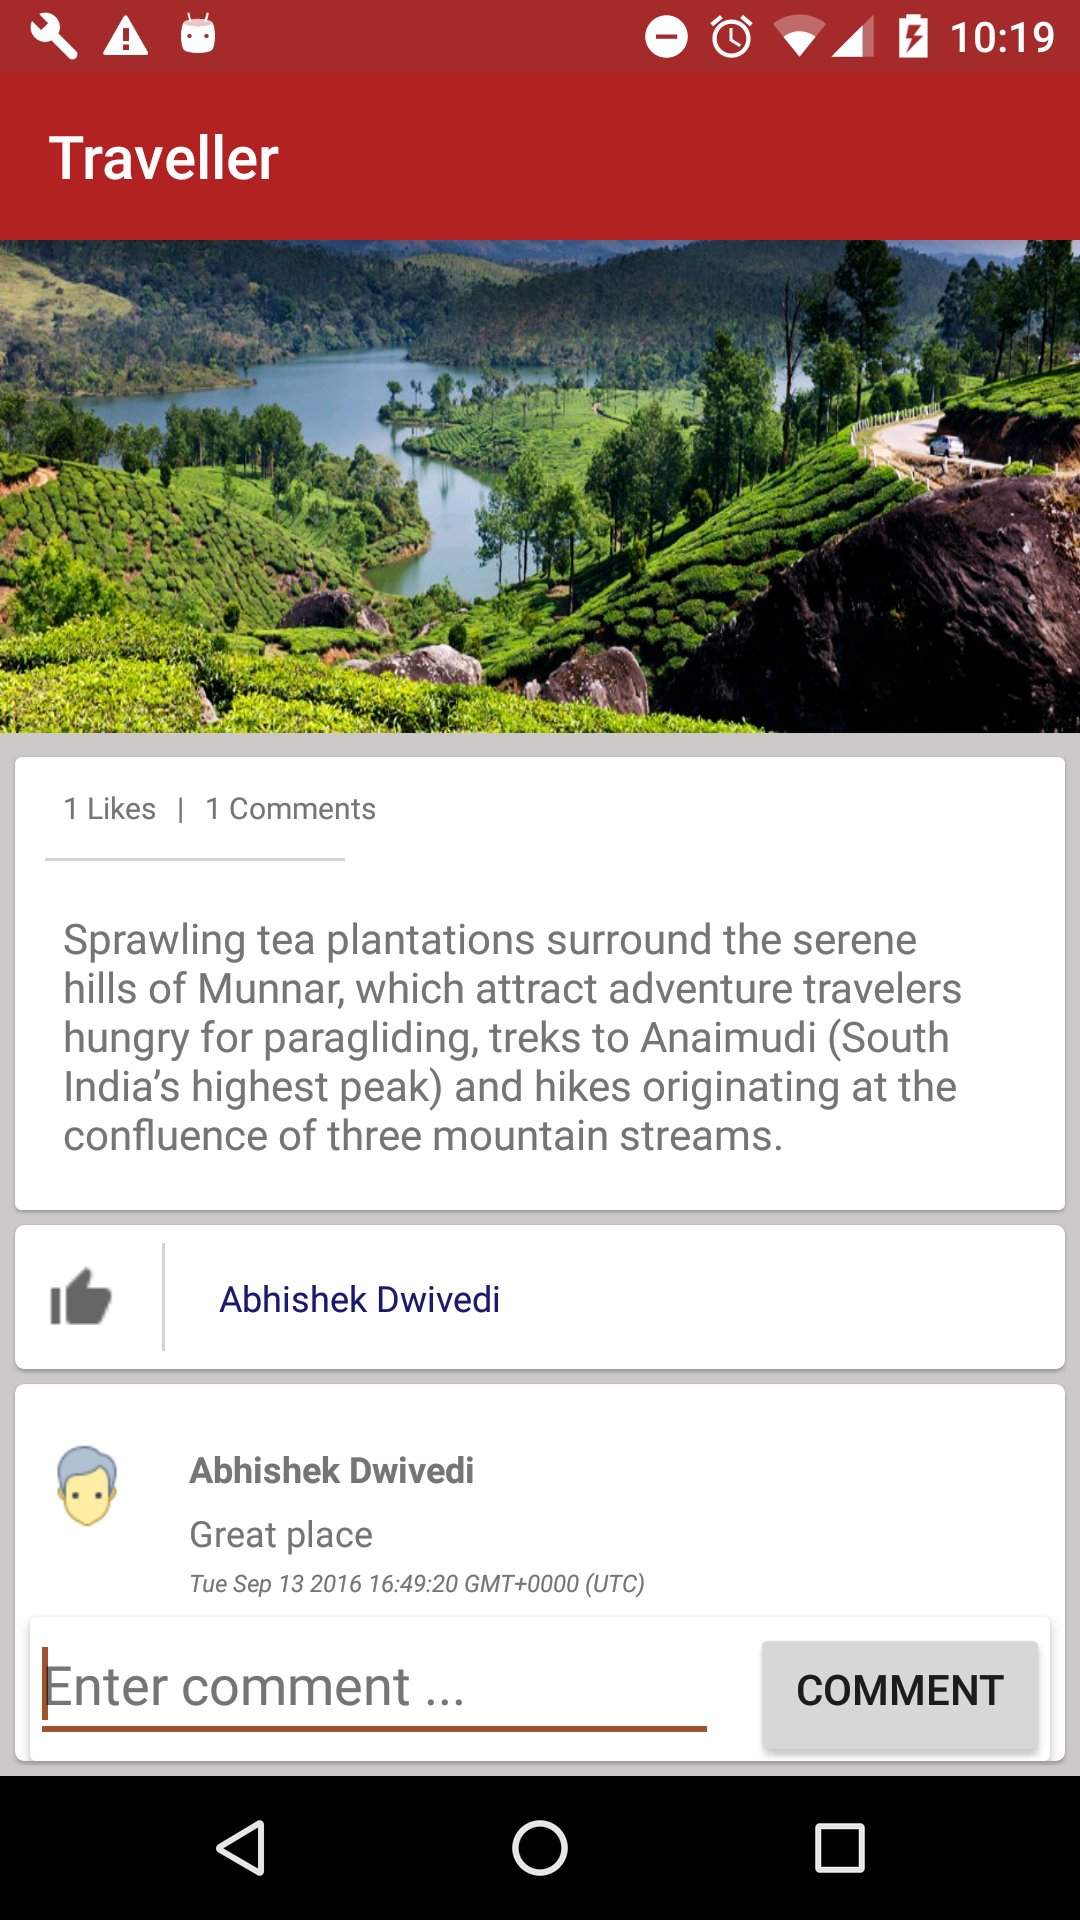 10:19
Traveller
1 Likes | 1 Comments
Sprawling tea plantations surround the serene
hills of Munnar, which attract adventure travelers
hungry for paragliding, treks to Anaimudi (South
India’s highest peak) and hikes originating at the
confluence of three mountain streams.
Abhishek Dwivedi
Abhishek Dwivedi
Great place
Tue Sep 13 2016 16:49:20 GMT+0000 (UTC)
Enter comment ...
COMMENT